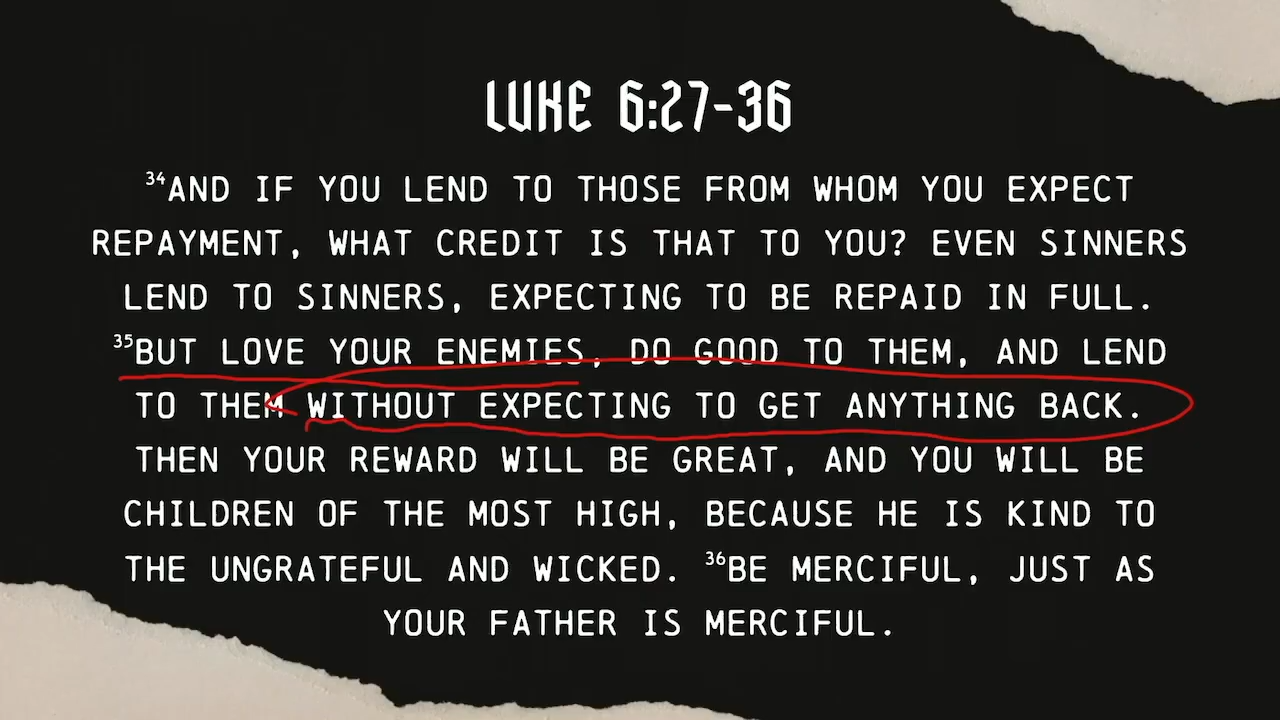 LUKE 6:27-36
34AND IF YOU LEND TO THOSE FROM WHOM YOU EXPECT
REPAYMENT, WHAT CREDIT IS THAT TO YOU? EVEN SINNERS
LEND TO SINNERS, EXPECTING TO BE REPAID IN FULL.
35BUT LOVE YOUR ENEMIES, DO GOOD TO THEM, AND LEND
TO THEM WITHOUT EXPECTING TO GET ANYTHING BACK.
THEN YOUR REWARD WILL BE GREAT, AND YOU WILL BE
CHILDREN OF THE MOST HIGH, BECAUSE HE IS KIND TO
THE UNGRATEFUL AND WICKED. 36BE MERCIFUL, JUST AS
YOUR FATHER IS MERCIFUL.